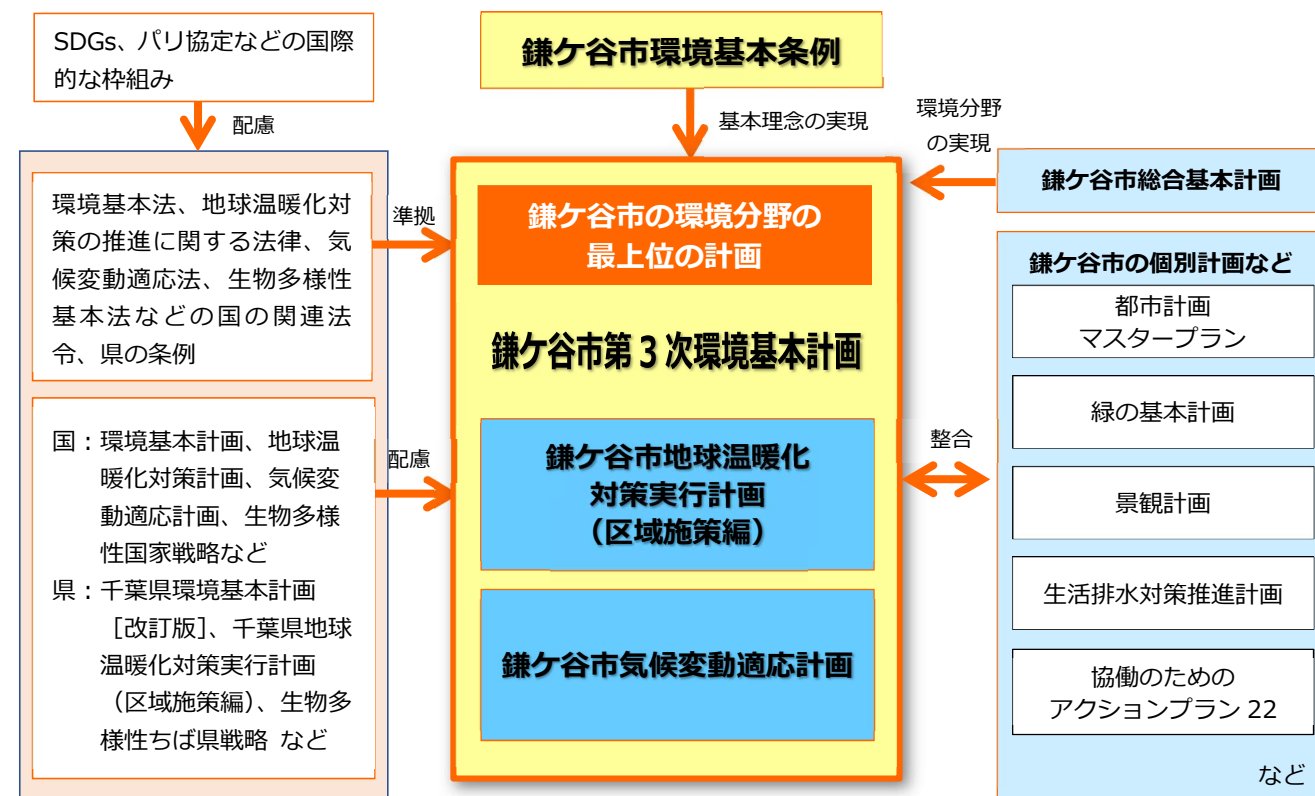 SDGs、パリ協定などの国際
的な枠組み
配慮
鎌ケ谷市環境基本条例
基本理念の実現
環境分野
の実現
環境基本法、地球温暖化対
策の推進に関する法律、気
候変動適応法、生物多様性
基本法などの国の関連法
令、県の条例
準拠
国：環境基本計画、地球温
暖化対策計画、気候変
動適応計画、生物多様
性国家戦略など
県：千葉県環境基本計画
［改訂版］、千葉県地球
温暖化対策実行計画
（区域施策編）、生物多
様性ちば県戦略 など
配慮
鎌ケ谷市の環境分野の
最上位の計画
鎌ケ谷市第３次環境基本計画
鎌ケ谷市地球温暖化
対策実行計画
（区域施策編）
鎌ケ谷市気候変動適応計画
整合
鎌ケ谷市総合基本計画
鎌ケ谷市の個別計画など
都市計画
マスタープラン
緑の基本計画
景観計画
生活排水対策推進計画
協働のための
アクションプラン 22
など